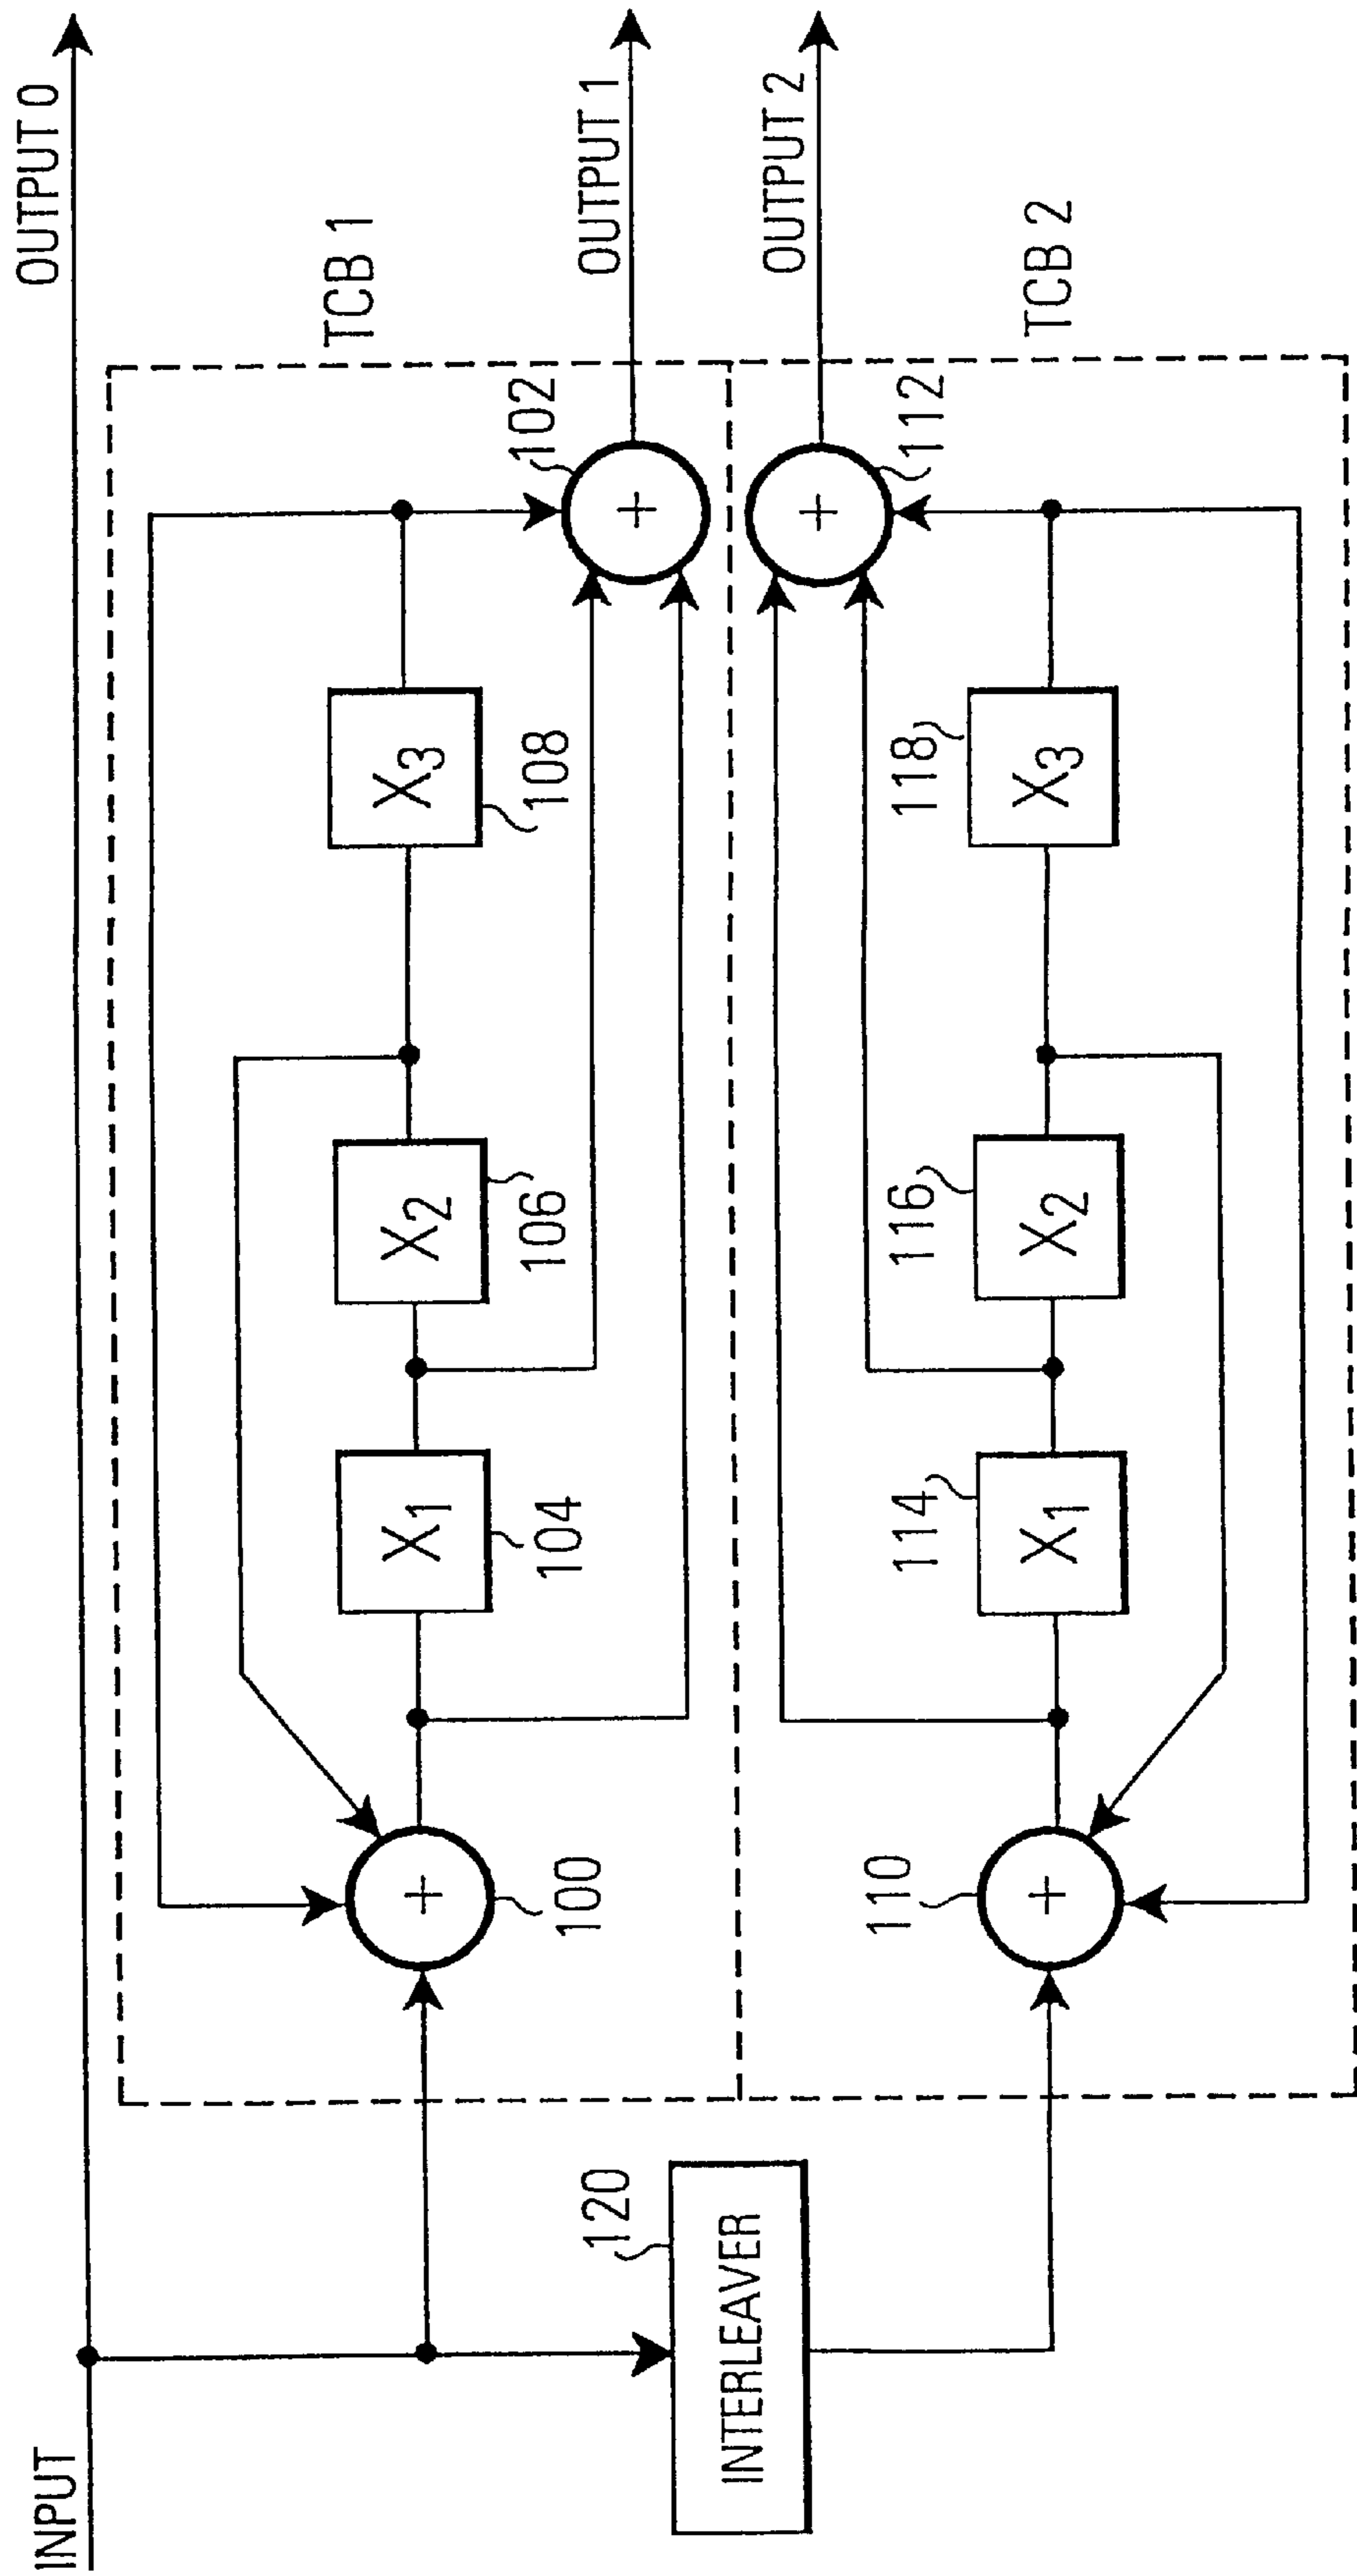 INPUT
OUTPUT 0
TCB 1
X1
104
X2
106
X3
108
+
100
+
102
OUTPUT 1
120
INTERLEAVER
OUTPUT 2
+
110
+
112
114
X1
116
X2
118
X3
TCB 2